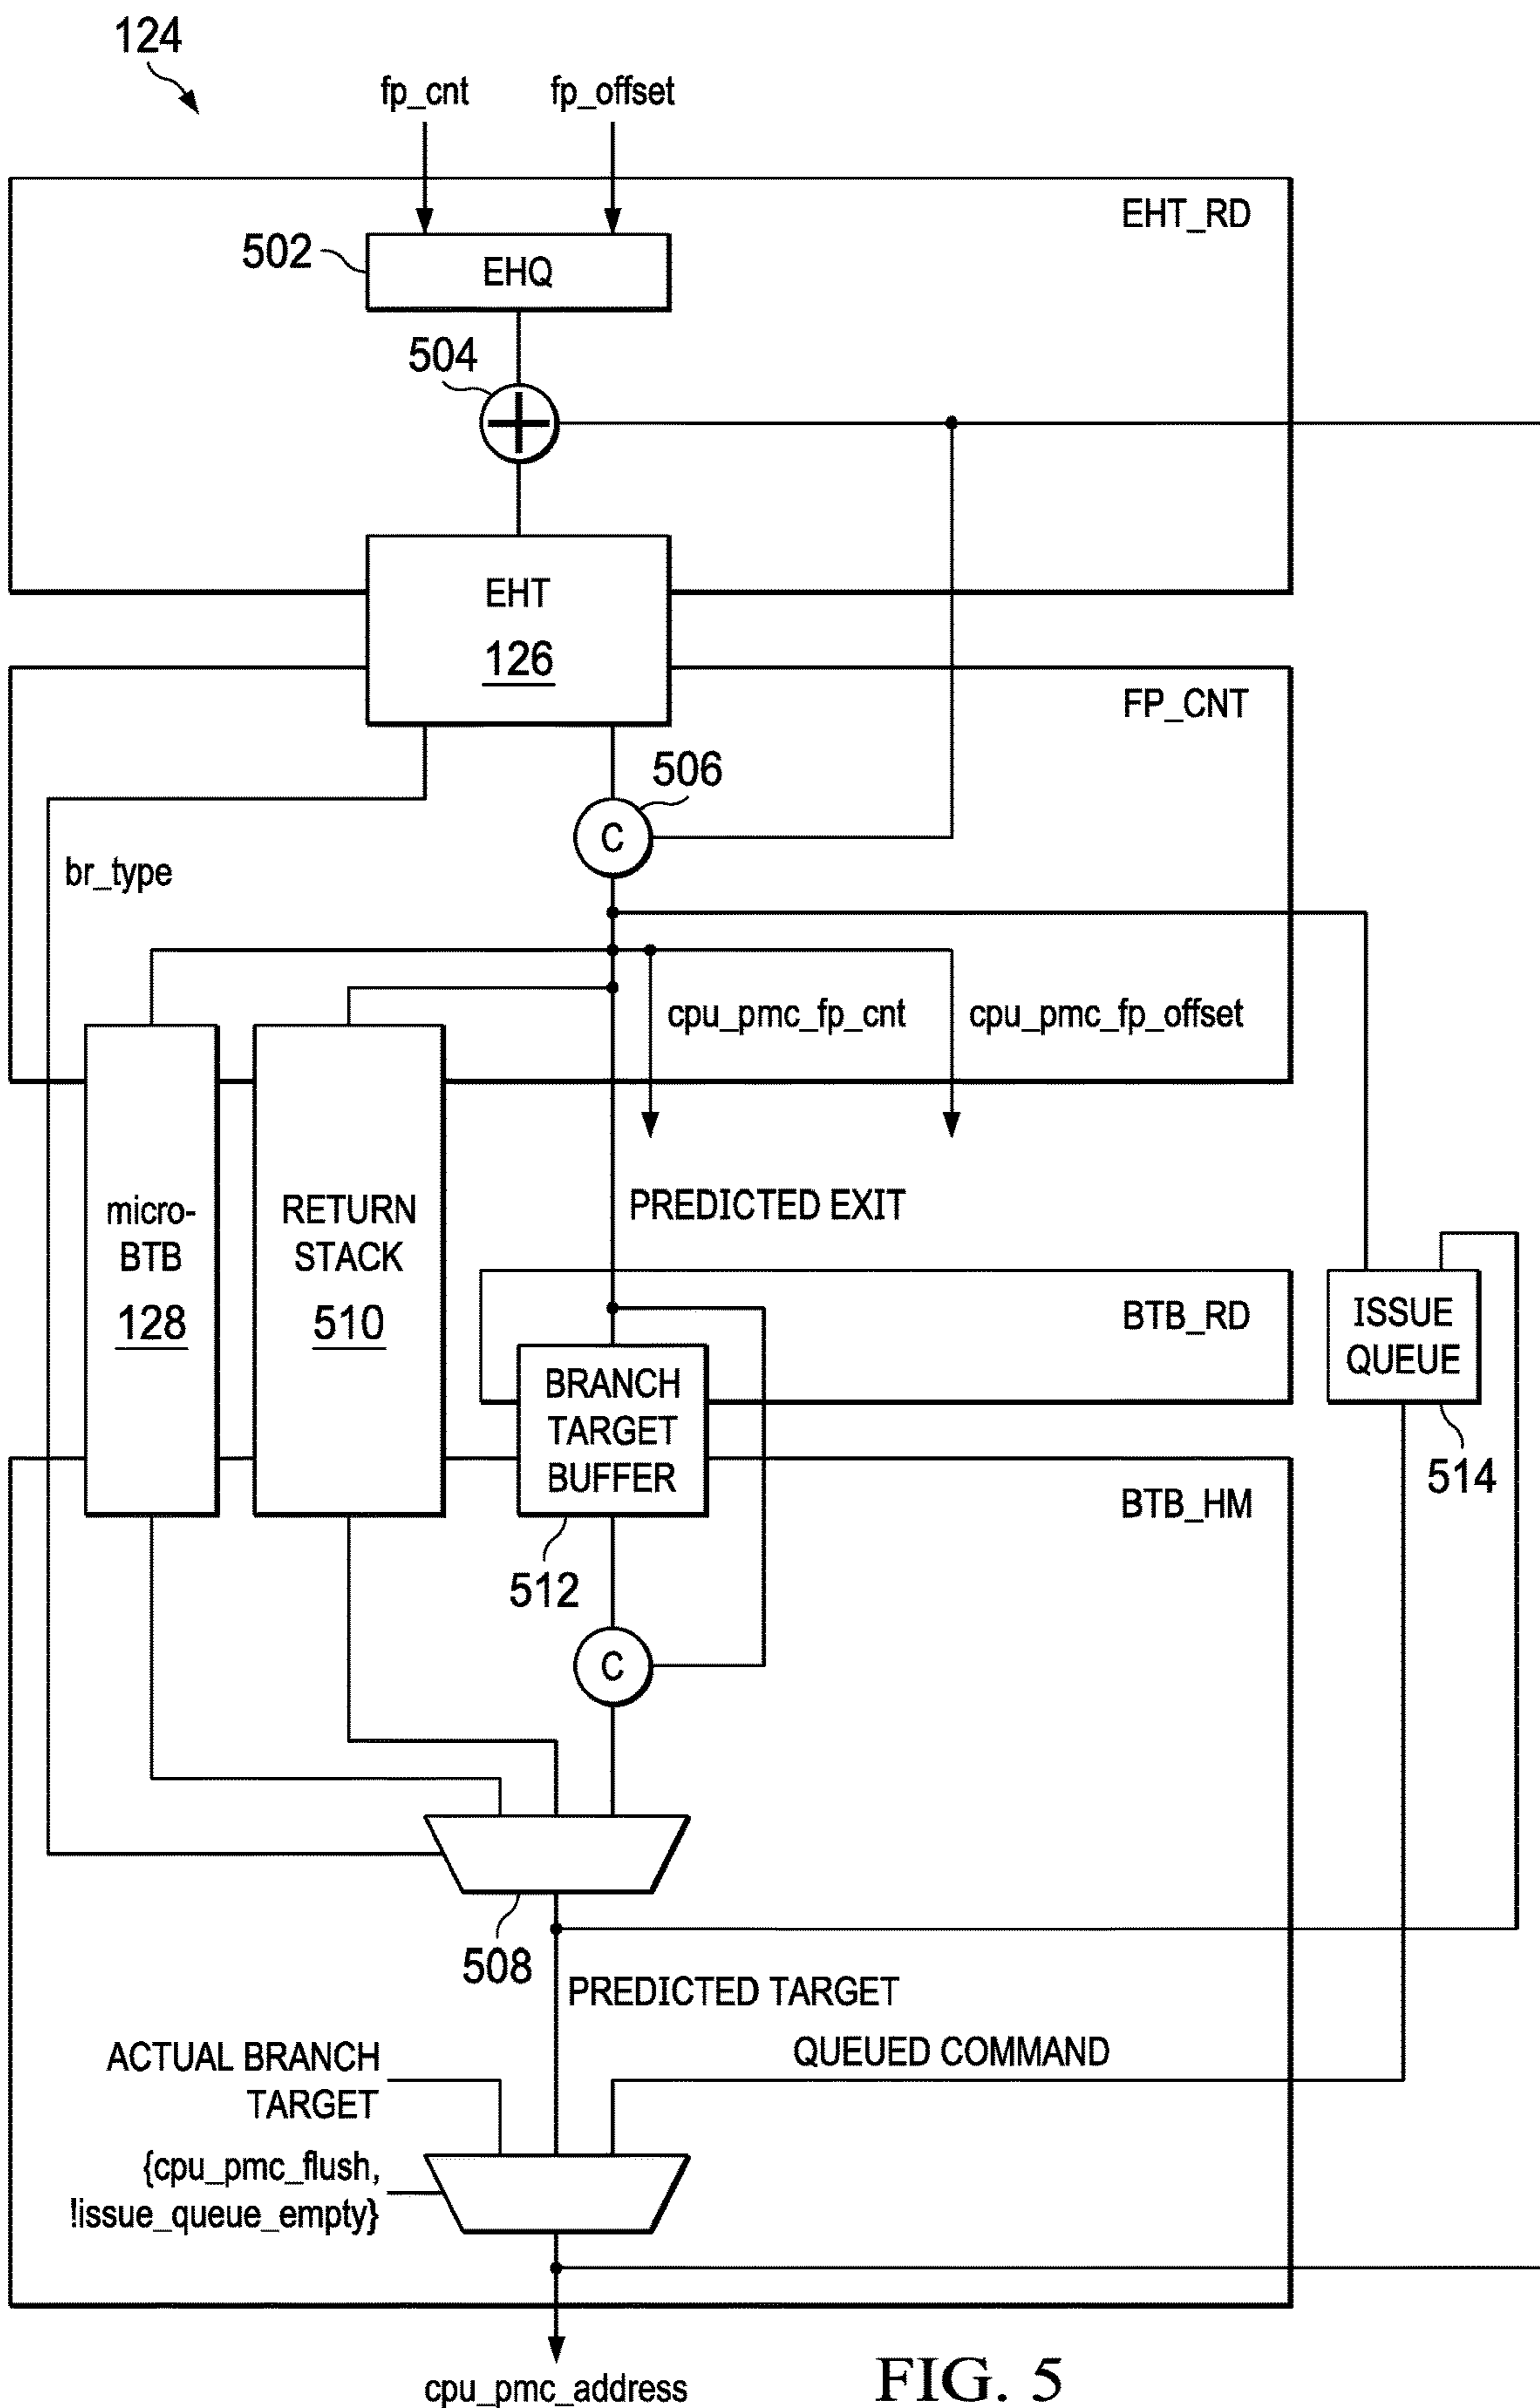 124
fp_cnt
fp_offset
EHT_RD
502
EHQ
504
EHT
126
FP_CNT
506
C
br_type
cpu_pmc_fp_cnt
cpu_pmc_fp_offset
micro-
BTB
128
RETURN
STACK
510
PREDICTED EXIT
BTB_RD
ISSUE
QUEUE
514
BRANCH
TARGET
BUFFER
BTB_HM
512
C
508
PREDICTED TARGET
ACTUAL BRANCH
TARGET
QUEUED COMMAND
{cpu_pmc_flush,
!issue_queue_empty}
cpu_pmc_address
FIG. 5